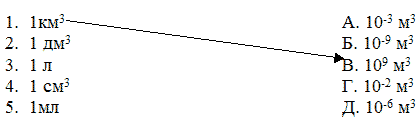 1. 1км³ А. 10⁻³ м³
2. 1 дм³ Б. 10⁻⁹ м³
3. 1 л В. 10⁹ м³
4. 1 см³ Г. 10⁻² м³
5. 1мл Д. 10⁻⁶ м³